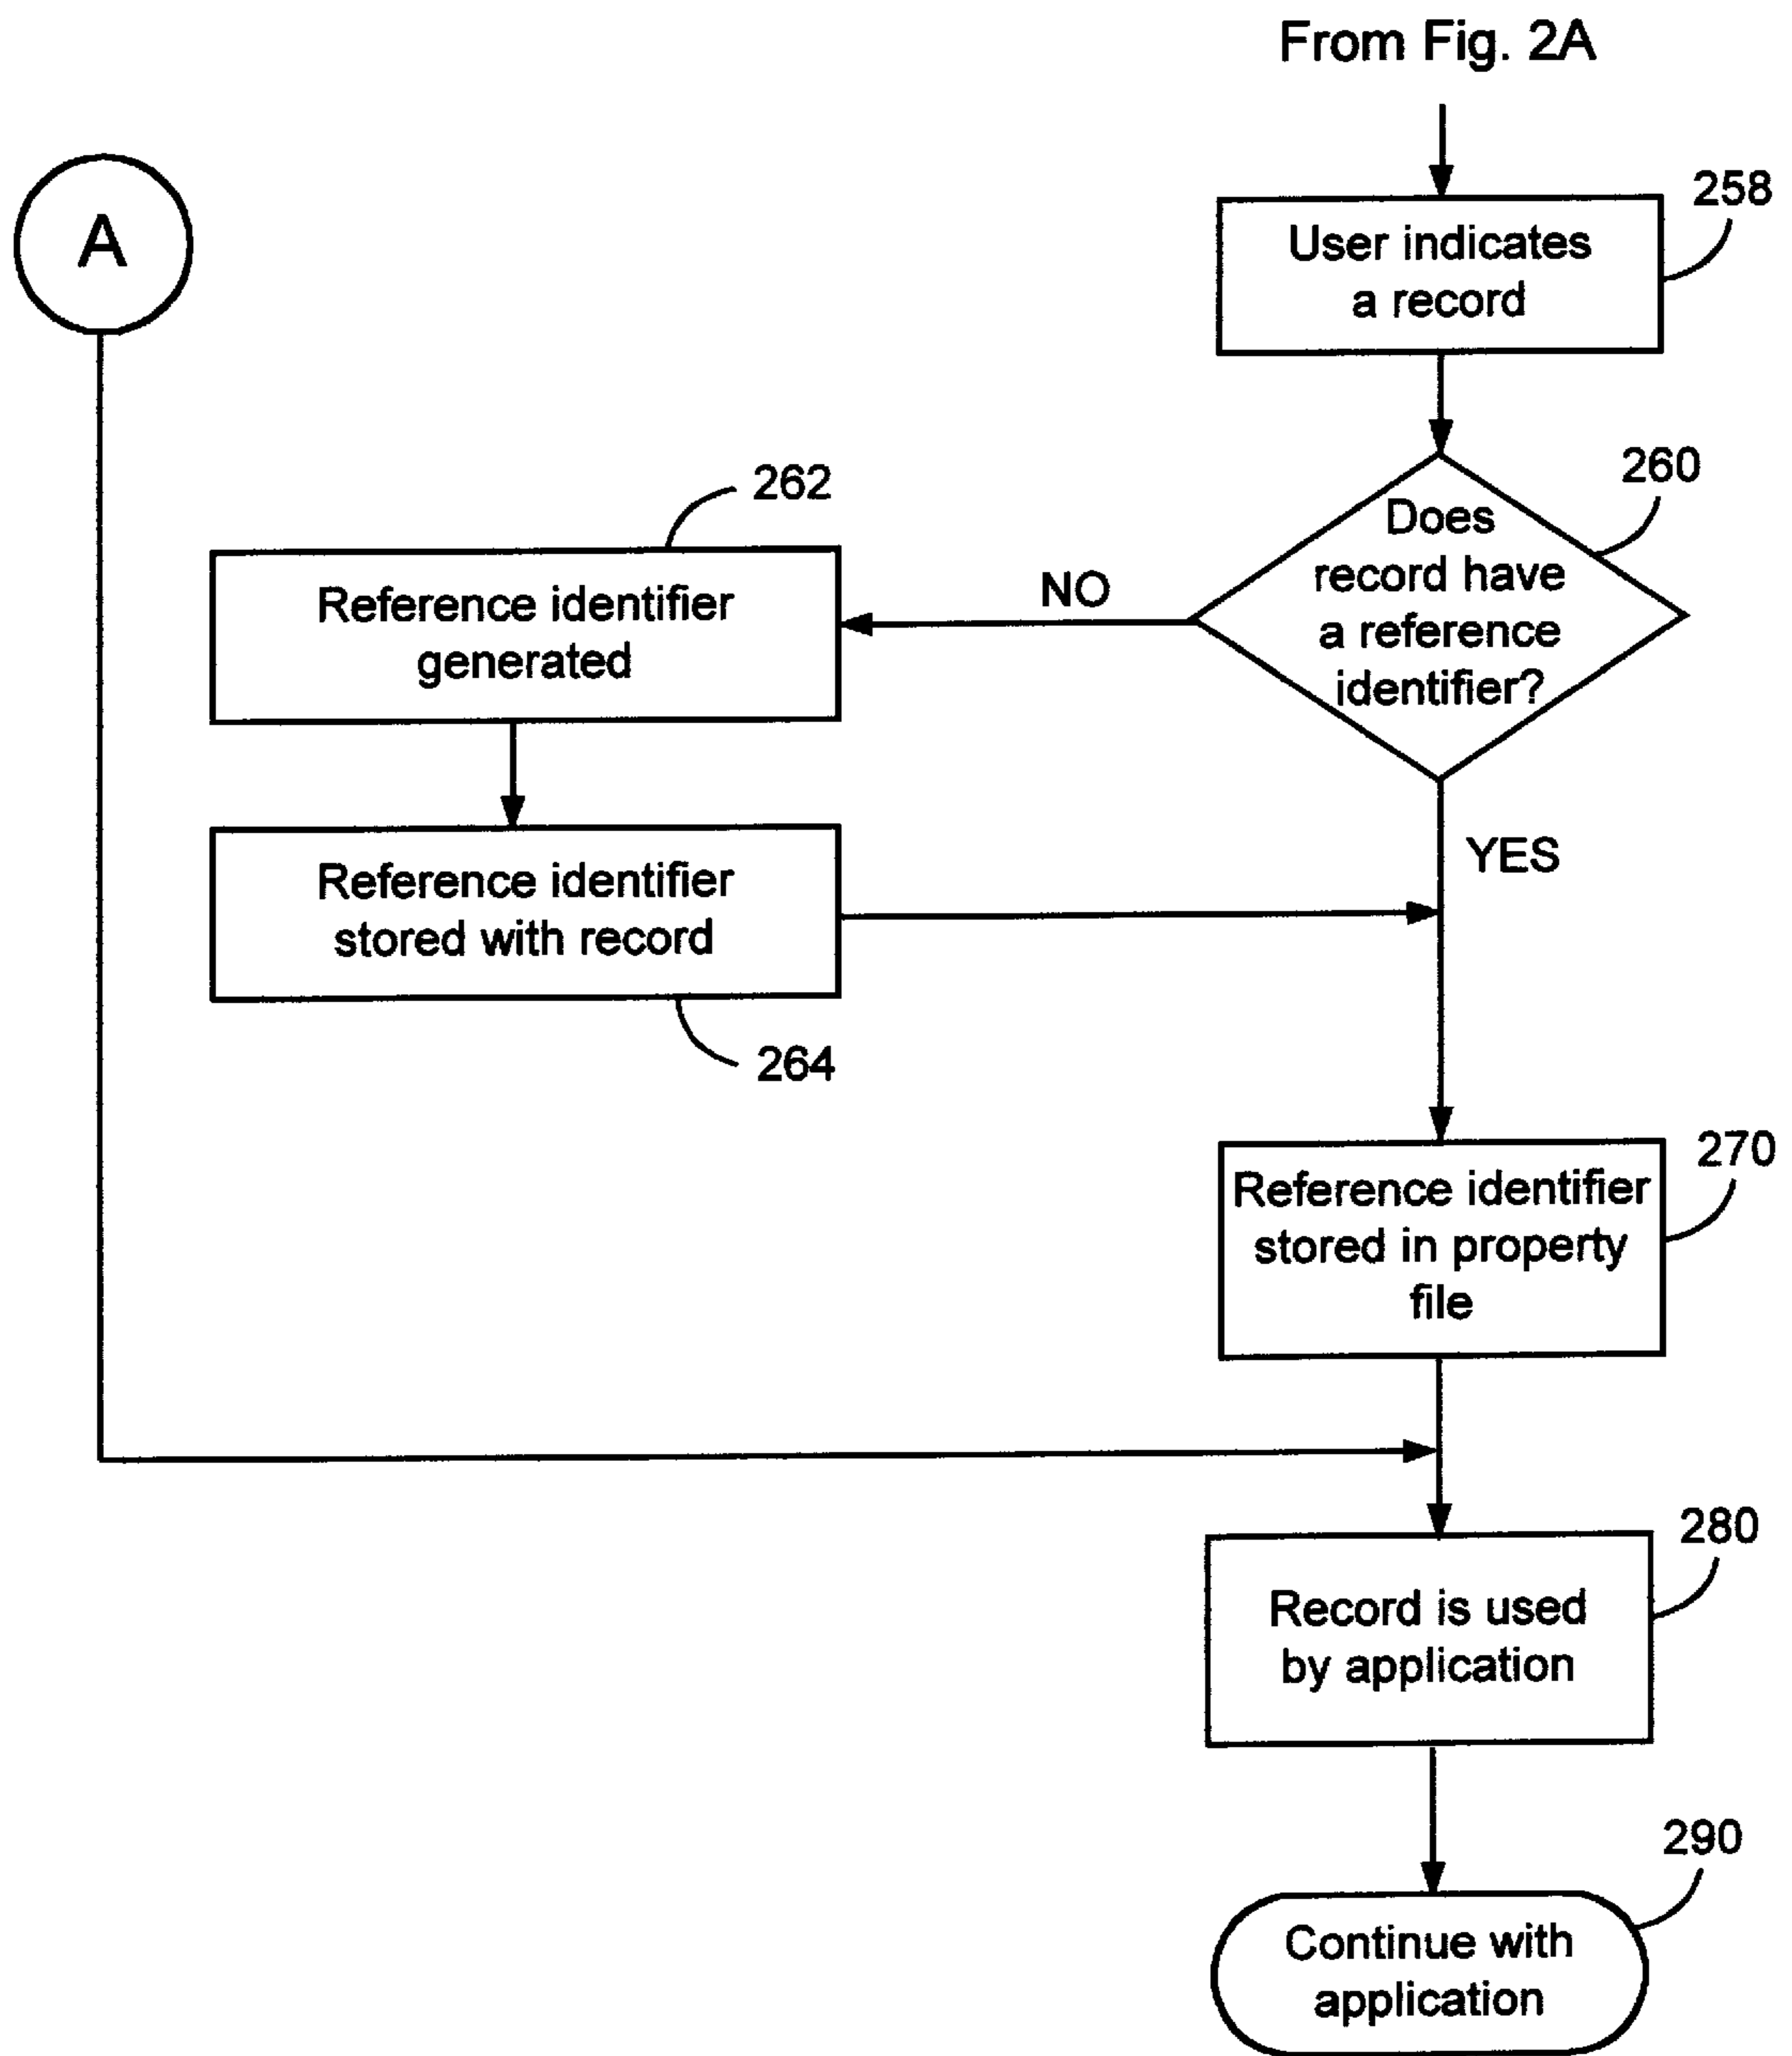 From Fig. 2A
A
258
User indicates
a record
260
Does
record have
a reference
identifier?
NO
262
Reference identifier
generated
YES
Reference identifier
stored with record
264
270
Reference identifier
stored in property
file
280
Record is used
by application
290
Continue with
application